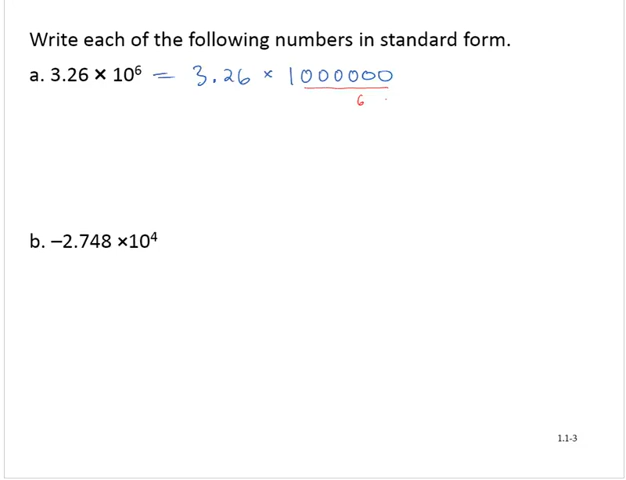 Write each of the following numbers in standard form.
a. 3.26 × 10⁶ = 3.26 × 1000000
6
b. –2.748 ×10⁴
1.1-3